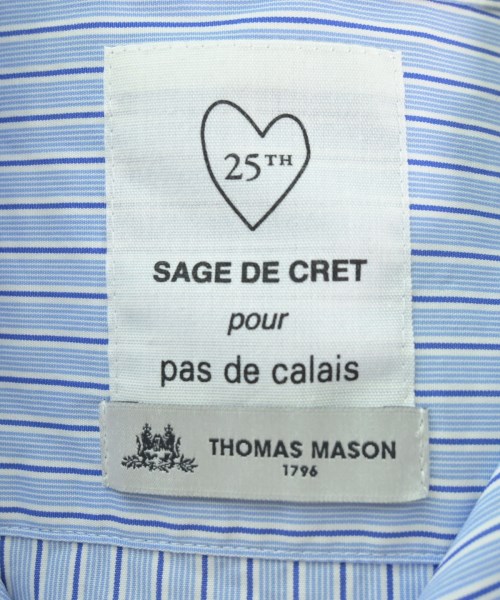 25TH
SAGE DE CRET
pour
pas de calais
THOMAS MASON
1796